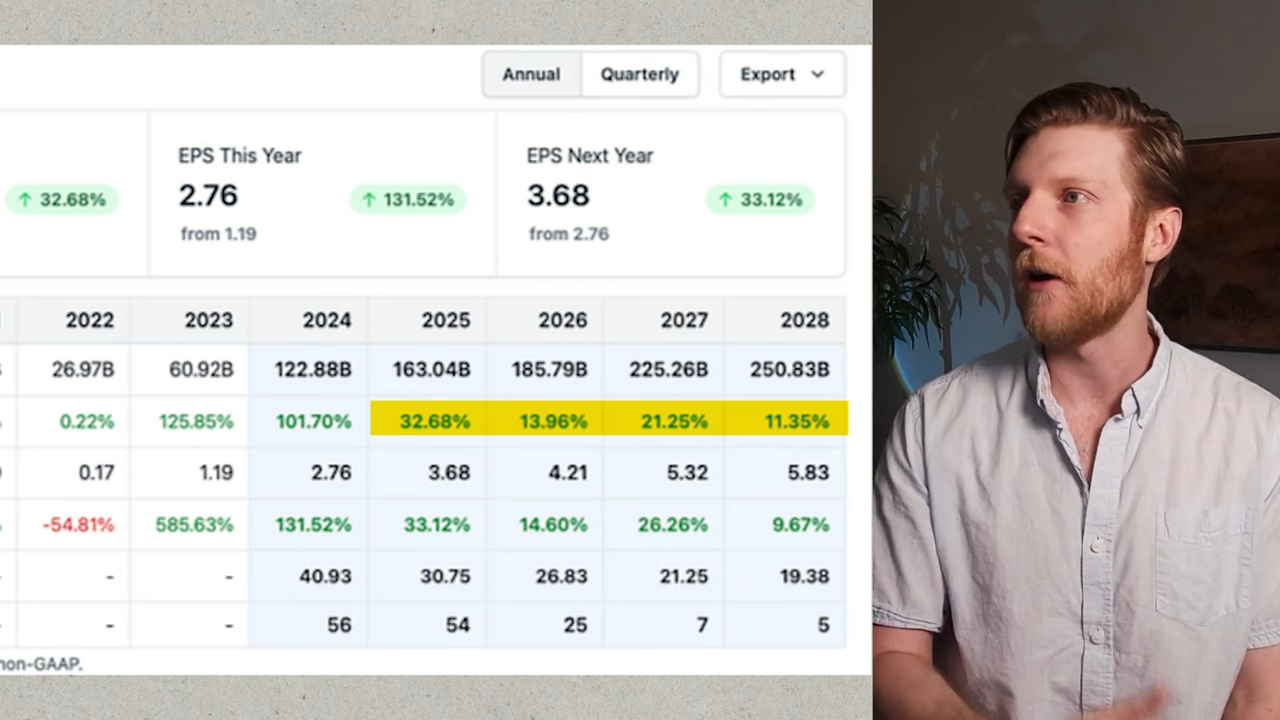 Annual Quarterly Export
EPS This Year EPS Next Year
↑ 32.68% 2.76 ↑ 131.52% 3.68 ↑ 33.12%
from 1.19 from 2.76
2022 2023 2024 2025 2026 2027 2028
26.97B 60.92B 122.88B 163.04B 185.79B 225.26B 250.83B
0.22% 125.85% 101.70% 32.68% 13.96% 21.25% 11.35%
0.17 1.19 2.76 3.68 4.21 5.32 5.83
-54.81% 585.63% 131.52% 33.12% 14.60% 26.26% 9.67%
- - 40.93 30.75 26.83 21.25 19.38
- - 56 54 25 7 5
non-GAAP.